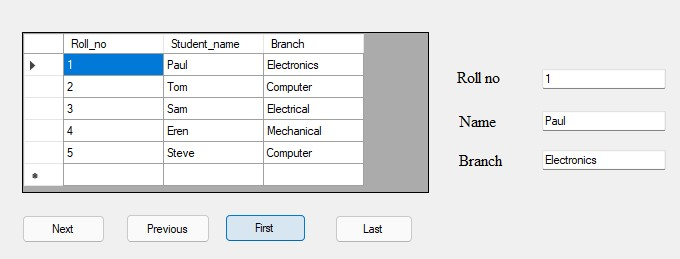 Roll_no Student_name Branch
1 Paul Electronics
2 Tom Computer
3 Sam Electrical
4 Eren Mechanical
5 Steve Computer
Roll no 1
Name Paul
Branch Electronics
Next Previous First Last